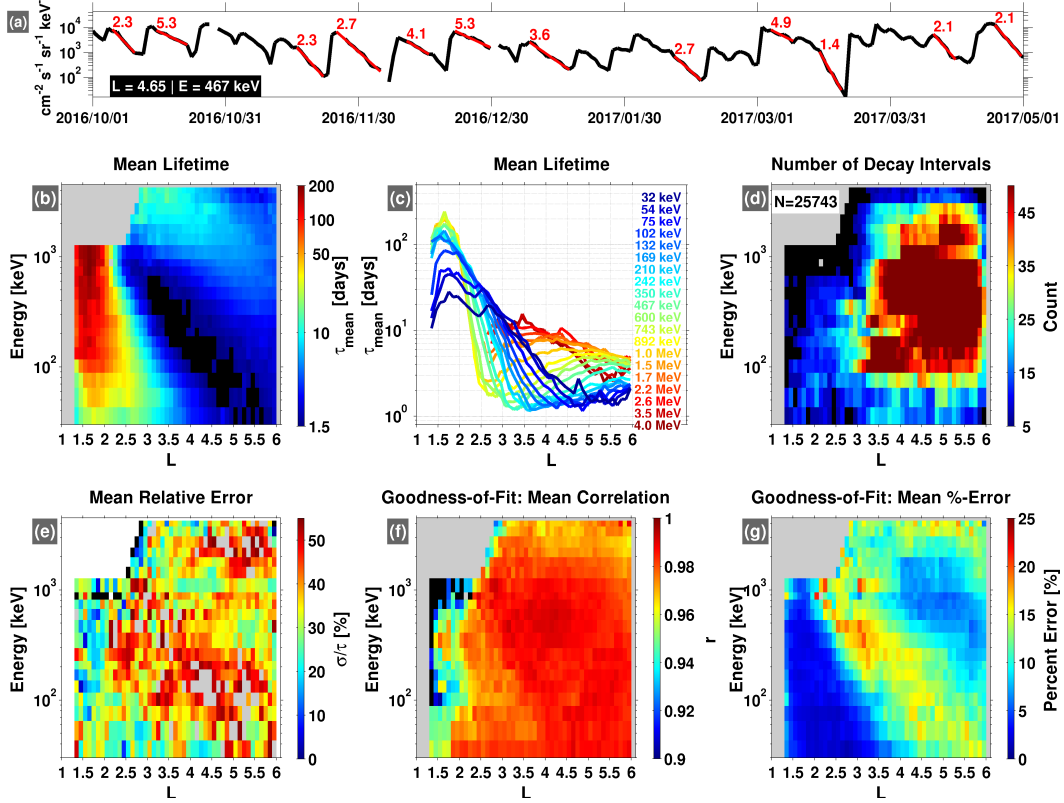 (a)
cm⁻² s⁻¹ sr⁻¹ keV⁻¹
10⁴
10³
10²
2.3 5.3 2.3 2.7 4.1 5.3 3.6 2.7 4.9 1.4 2.1 2.1
L = 4.65 | E = 467 keV
2016/10/01 2016/10/31 2016/11/30 2016/12/30 2017/01/30 2017/03/01 2017/03/31 2017/05/01
Mean Lifetime
(b)
Energy [keV]
10³
10²
1 1.5 2 2.5 3 3.5 4 4.5 5 5.5 6
L
200
100
50
10
1.5
τmean [days]
Mean Lifetime
(c)
τmean [days]
10²
10¹
10⁰
1 1.5 2 2.5 3 3.5 4 4.5 5 5.5 6
L
32 keV
54 keV
75 keV
102 keV
132 keV
169 keV
210 keV
242 keV
350 keV
467 keV
600 keV
743 keV
892 keV
1.0 MeV
1.5 MeV
1.7 MeV
2.2 MeV
2.6 MeV
3.5 MeV
4.0 MeV
Number of Decay Intervals
(d)
N=25743
Energy [keV]
10³
10²
1 1.5 2 2.5 3 3.5 4 4.5 5 5.5 6
L
45
35
25
15
5
Count
Mean Relative Error
(e)
Energy [keV]
10³
10²
1 1.5 2 2.5 3 3.5 4 4.5 5 5.5 6
L
50
40
30
20
10
0
σ/τ [%]
Goodness-of-Fit: Mean Correlation
(f)
Energy [keV]
10³
10²
1 1.5 2 2.5 3 3.5 4 4.5 5 5.5 6
L
1
0.98
0.96
0.94
0.92
0.9
r
Goodness-of-Fit: Mean %-Error
(g)
Energy [keV]
10³
10²
1 1.5 2 2.5 3 3.5 4 4.5 5 5.5 6
L
25
20
15
10
5
0
Percent Error [%]